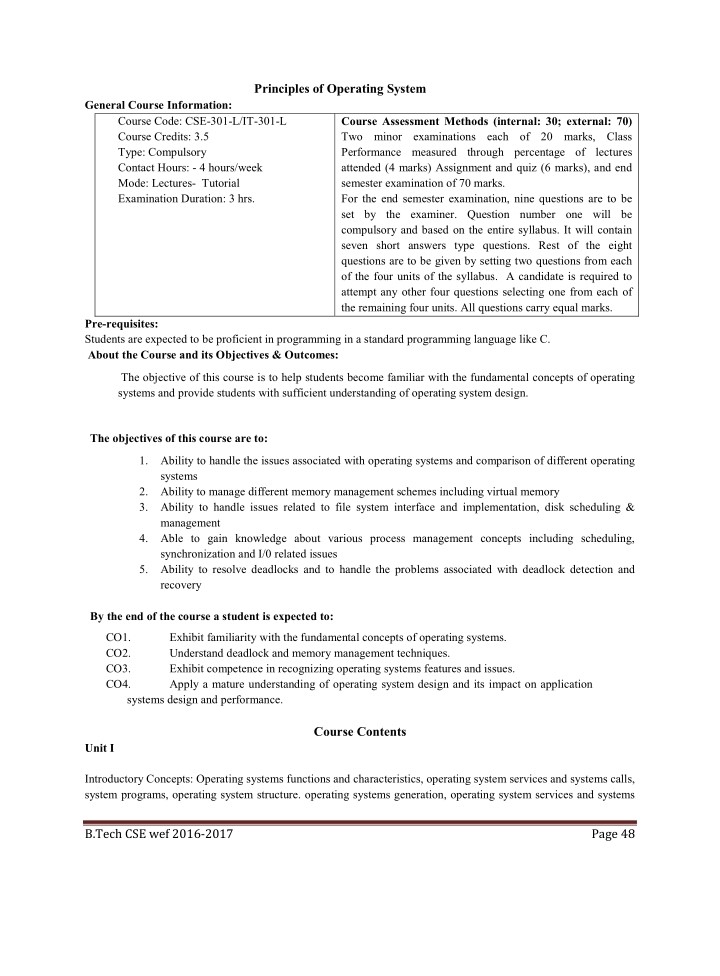 Principles of Operating System
General Course Information:
Course Code: CSE-301-L/IT-301-L
Course Credits: 3.5
Type: Compulsory
Contact Hours: - 4 hours/week
Mode: Lectures- Tutorial
Examination Duration: 3 hrs.
Course Assessment Methods (internal: 30; external: 70)
Two minor examinations each of 20 marks, Class
Performance measured through percentage of lectures
attended (4 marks) Assignment and quiz (6 marks), and end
semester examination of 70 marks.
For the end semester examination, nine questions are to be
set by the examiner. Question number one will be
compulsory and based on the entire syllabus. It will contain
seven short answers type questions. Rest of the eight
questions are to be given by setting two questions from each
of the four units of the syllabus. A candidate is required to
attempt any other four questions selecting one from each of
the remaining four units. All questions carry equal marks.
Pre-requisites:
Students are expected to be proficient in programming in a standard programming language like C.
About the Course and its Objectives & Outcomes:
The objective of this course is to help students become familiar with the fundamental concepts of operating
systems and provide students with sufficient understanding of operating system design.
The objectives of this course are to:
1. Ability to handle the issues associated with operating systems and comparison of different operating
systems
2. Ability to manage different memory management schemes including virtual memory
3. Ability to handle issues related to file system interface and implementation, disk scheduling &
management
4. Able to gain knowledge about various process management concepts including scheduling,
synchronization and I/0 related issues
5. Ability to resolve deadlocks and to handle the problems associated with deadlock detection and
recovery
By the end of the course a student is expected to:
CO1. Exhibit familiarity with the fundamental concepts of operating systems.
CO2. Understand deadlock and memory management techniques.
CO3. Exhibit competence in recognizing operating systems features and issues.
CO4. Apply a mature understanding of operating system design and its impact on application
systems design and performance.
Course Contents
Unit I
Introductory Concepts: Operating systems functions and characteristics, operating system services and systems calls,
system programs, operating system structure. operating systems generation, operating system services and systems
B.Tech CSE wef 2016-2017 Page 48